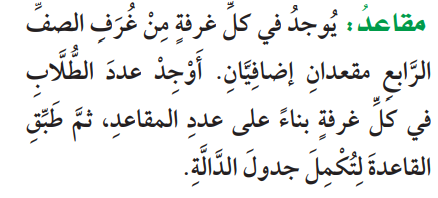 مقاعدُ: يُوجدُ في كلِّ غرفةٍ مِنْ غُرَفِ الصفِّ
الرَّابعِ مقعدانِ إضافيَّانِ. أَوْجِدْ عددَ الطُّلَّابِ
في كلِّ غرفةٍ بناءً على عددِ المقاعدِ، ثمَّ طَبِّقِ
القاعدةَ لِتُكْمِلَ جدولَ الدَّالَّةِ.